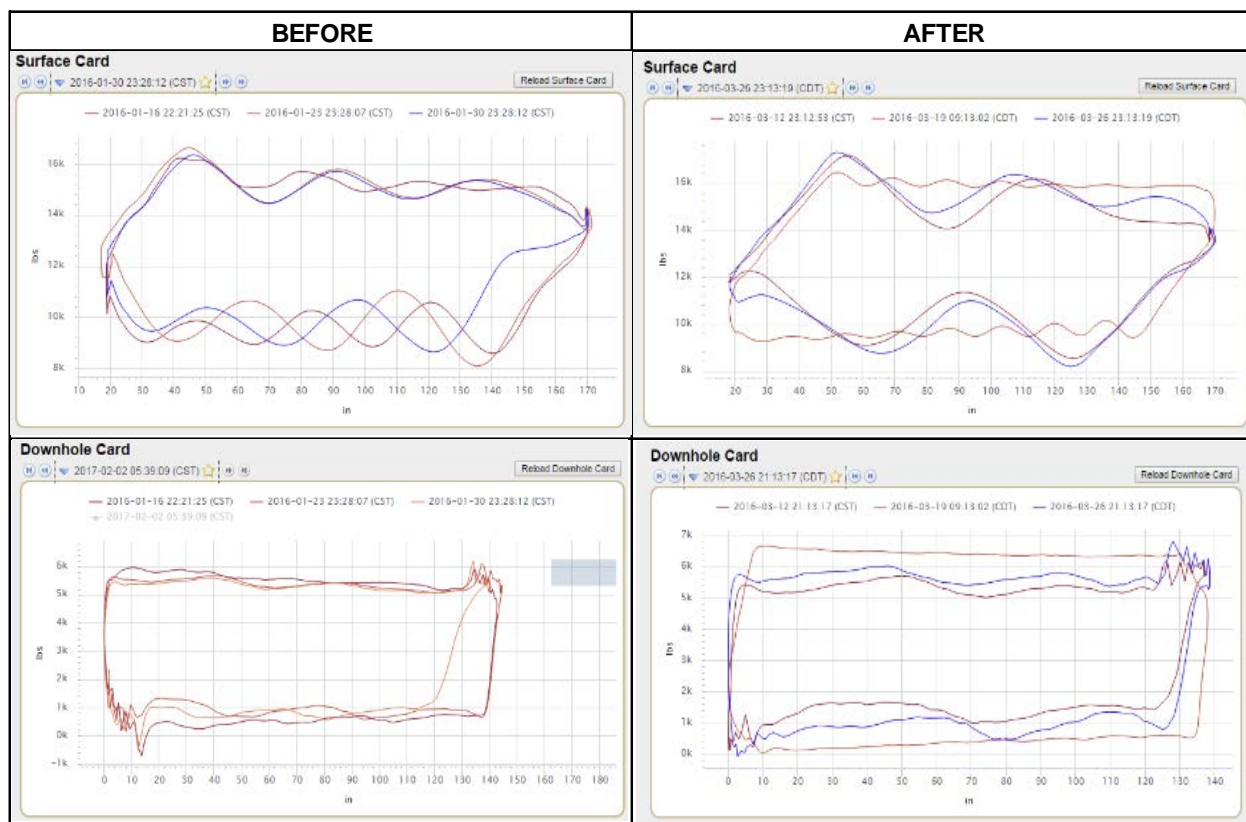 BEFORE
AFTER
Surface Card
2016-01-30 23:28:12 (CST)
Reload Surface Card
2016-01-16 22:21:25 (CST) 2016-01-23 23:28:07 (CST) 2016-01-30 23:28:12 (CST)
16k
14k
12k
10k
8k
lbs
10 20 30 40 50 60 70 80 90 100 110 120 130 140 150 160 170
in
Surface Card
2016-03-26 23:13:19 (CDT)
Reload Surface Card
2016-03-12 23:12:53 (CST) 2016-03-19 09:13:02 (CDT) 2016-03-26 23:13:19 (CDT)
16k
14k
12k
10k
8k
lbs
20 30 40 50 60 70 80 90 100 110 120 130 140 150 160 170
in
Downhole Card
2017-02-02 05:39:09 (CST)
Reload Downhole Card
2016-01-16 22:21:25 (CST) 2016-01-23 23:28:07 (CST) 2016-01-30 23:28:12 (CST)
2017-02-02 05:39:09 (CST)
6k
5k
4k
3k
2k
1k
0k
-1k
lbs
0 10 20 30 40 50 60 70 80 90 100 110 120 130 140 150 160 170 180
in
Downhole Card
2016-03-26 21:13:17 (CDT)
Reload Downhole Card
2016-03-12 21:13:17 (CST) 2016-03-19 09:13:02 (CDT) 2016-03-26 21:13:17 (CDT)
7k
6k
5k
4k
3k
2k
1k
0k
lbs
0 10 20 30 40 50 60 70 80 90 100 110 120 130 140
in